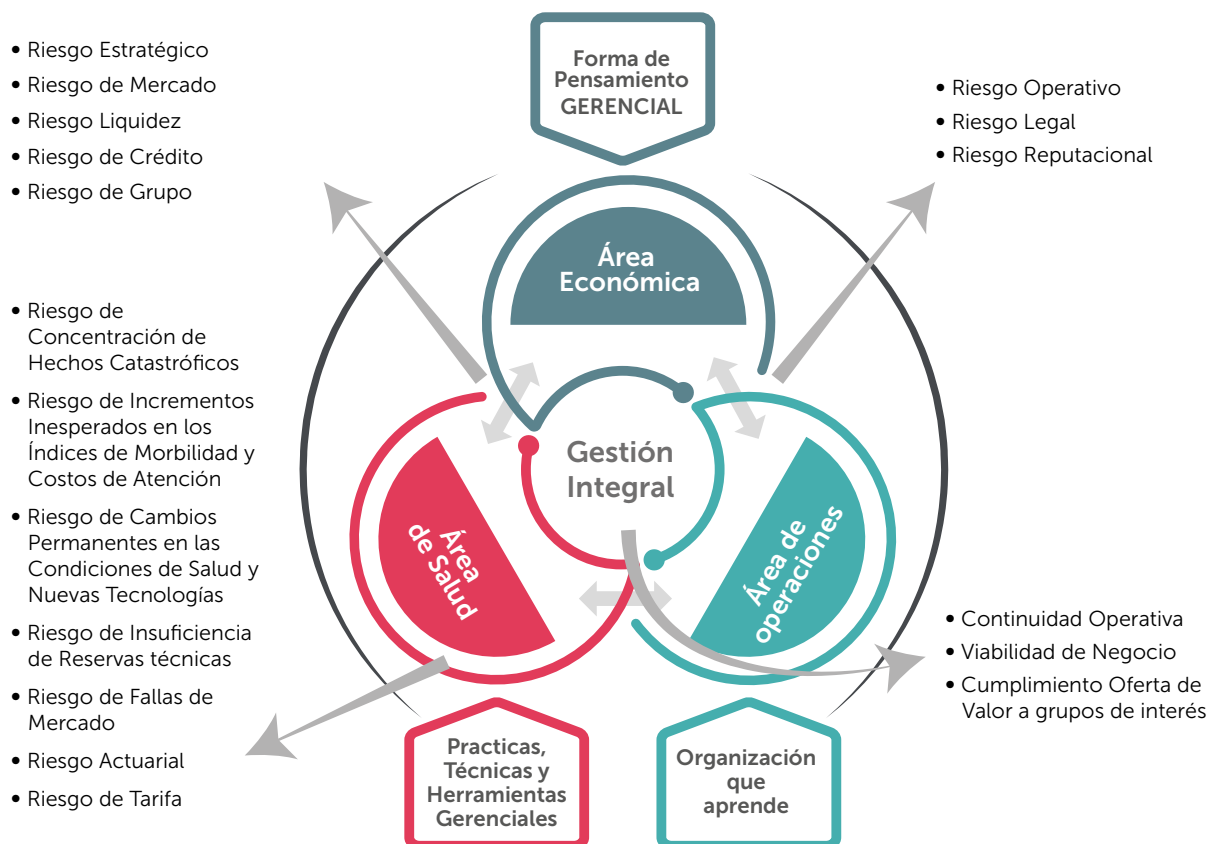 • Riesgo Estratégico
• Riesgo de Mercado
• Riesgo Liquidez
• Riesgo de Crédito
• Riesgo de Grupo
Forma de
Pensamiento
GERENCIAL
• Riesgo Operativo
• Riesgo Legal
• Riesgo Reputacional
Área
Económica
• Riesgo de
Concentración de
Hechos Catastróficos
• Riesgo de Incrementos
Inesperados en los
Índices de Morbilidad y
Costos de Atención
• Riesgo de Cambios
Permanentes en las
Condiciones de Salud y
Nuevas Tecnologías
• Riesgo de Insuficiencia
de Reservas técnicas
• Riesgo de Fallas de
Mercado
• Riesgo Actuarial
• Riesgo de Tarifa
Gestión
Integral
Área
de Salud
Área de
operaciones
• Continuidad Operativa
• Viabilidad de Negocio
• Cumplimiento Oferta de
Valor a grupos de interés
Practicas,
Técnicas y
Herramientas
Gerenciales
Organización
que
aprende